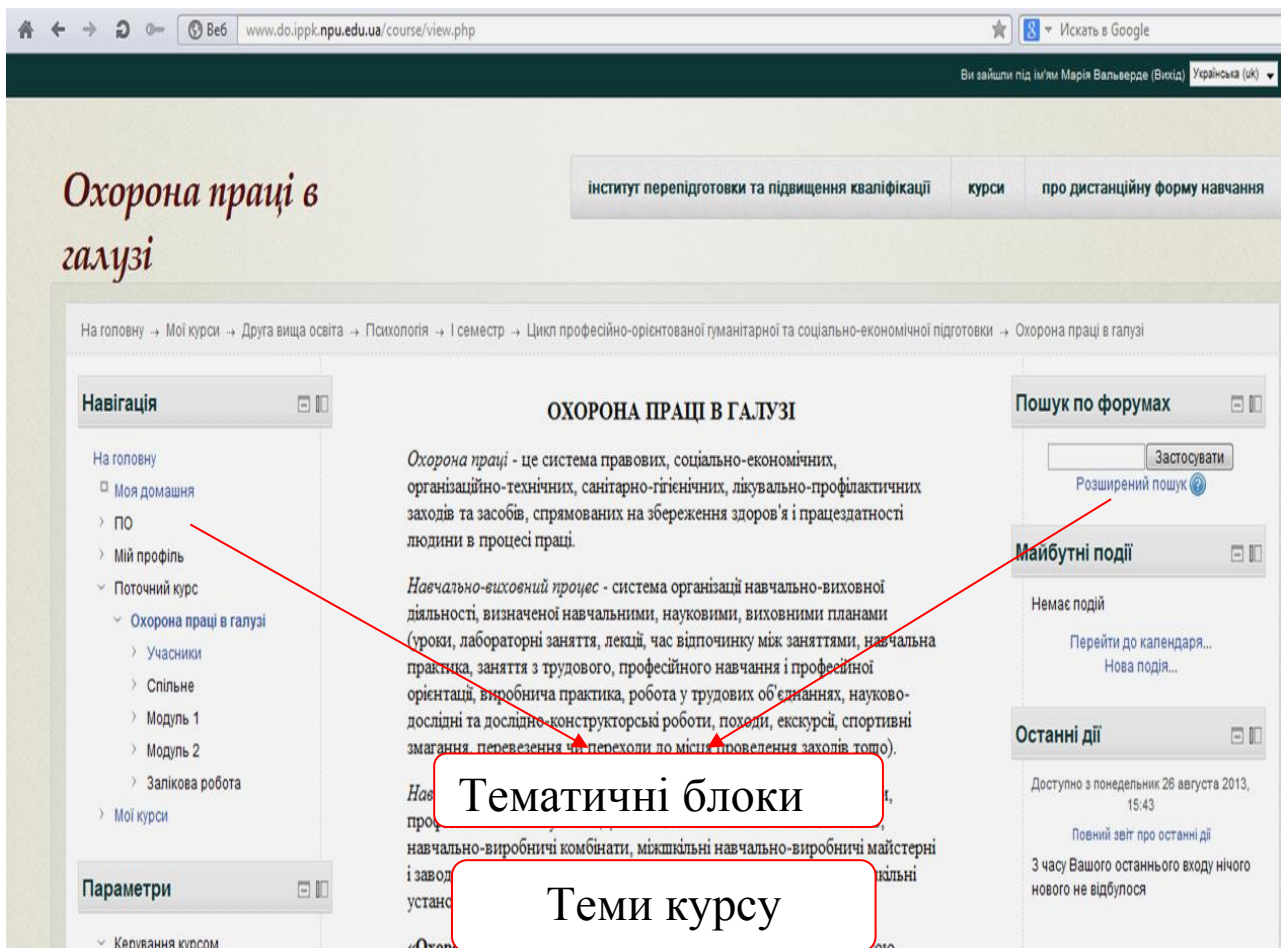 Веб www.do.ippk.npu.edu.ua/course/view.php
Искать в Google
Ви зайшли під ім'ям Марія Вальверде (Вихід) Українська (uk)
Охорона праці в
галузі
інститут перепідготовки та підвищення кваліфікації курси про дистанційну форму навчання
На головну → Мої курси → Друга вища освіта → Психологія → І семестр → Цикл професійно-орієнтованої гуманітарної та соціально-економічної підготовки → Охорона праці в галузі
Навігація
На головну
Моя домашня
ПО
Мій профіль
Поточний курс
Охорона праці в галузі
Учасники
Спільне
Модуль 1
Модуль 2
Залікова робота
Мої курси
Параметри
Керування курсом
ОХОРОНА ПРАЦІ В ГАЛУЗІ
Охорона праці - це система правових, соціально-економічних,
організаційно-технічних, санітарно-гігієнічних, лікувально-профілактичних
заходів та засобів, спрямованих на збереження здоров'я і працездатності
людини в процесі праці.
Навчально-виховний процес - система організації навчально-виховної
діяльності, визначеної навчальними, науковими, виховними планами
(уроки, лабораторні заняття, лекції, час відпочинку між заняттями, навчальна
практика, заняття з трудового, професійного навчання і професійної
орієнтації, виробнича практика, робота у трудових об'єднаннях, науково-
дослідні та дослідно-конструкторські роботи, походи, екскурсії, спортивні
змагання, перевезення чи переходи до місця проведення заходів тощо).
Тематичні блоки
навчально-виробничі комбінати, міжшкільні навчально-виробничі майстерні
Теми курсу
Пошук по форумах
Застосувати
Розширений пошук
Майбутні події
Немає подій
Перейти до календаря...
Нова подія...
Останні дії
Доступно з понедельник 26 августа 2013,
15:43
Повний звіт про останні дії
З часу Вашого останнього входу нічого
нового не відбулося